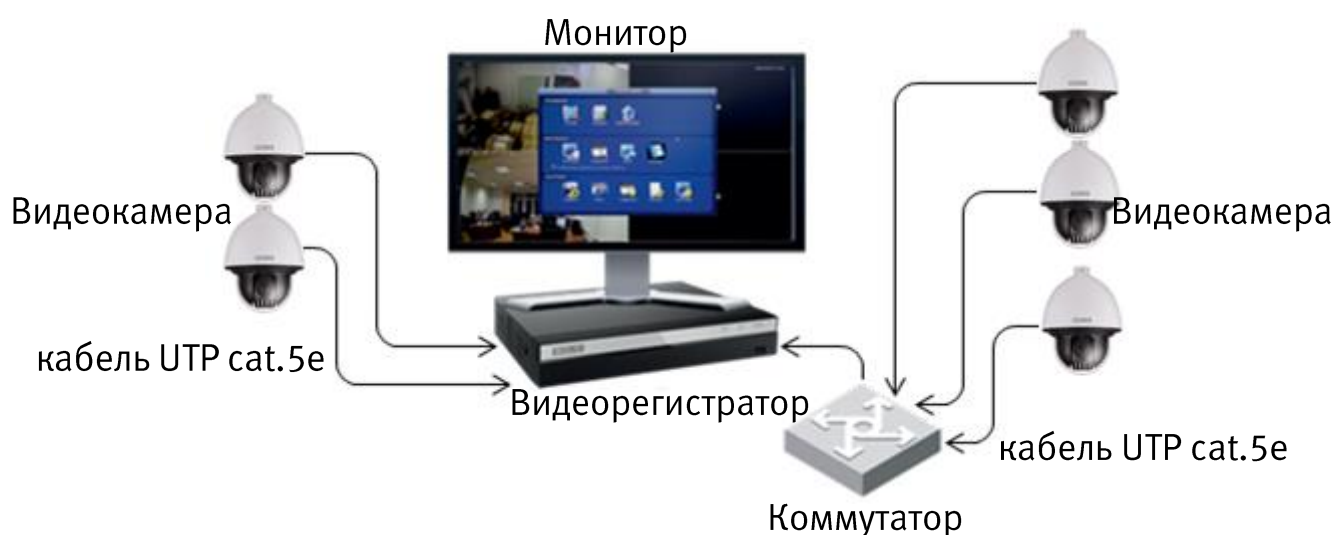 Монитор
Видеокамера
Видеокамера
кабель UTP cat.5e
Видеорегистратор
кабель UTP cat.5e
Коммутатор